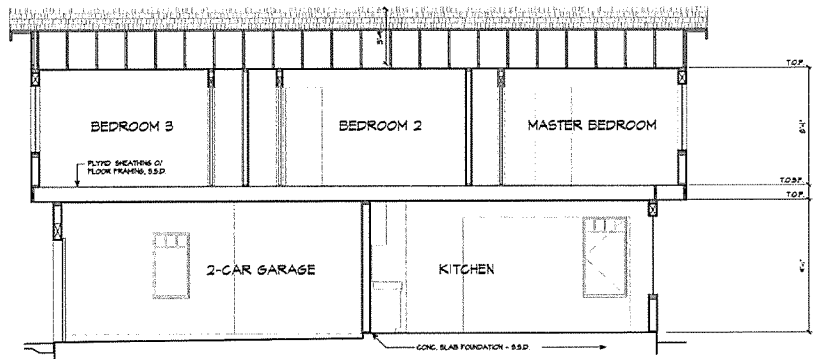 T.O.P.
BEDROOM 3
BEDROOM 2
MASTER BEDROOM
PLYWD SHEATHING O/
FLOOR FRAMING, S.S.D.
T.O.S.F.
T.O.P.
2-CAR GARAGE
KITCHEN
CONC. SLAB FOUNDATION - S.S.D.